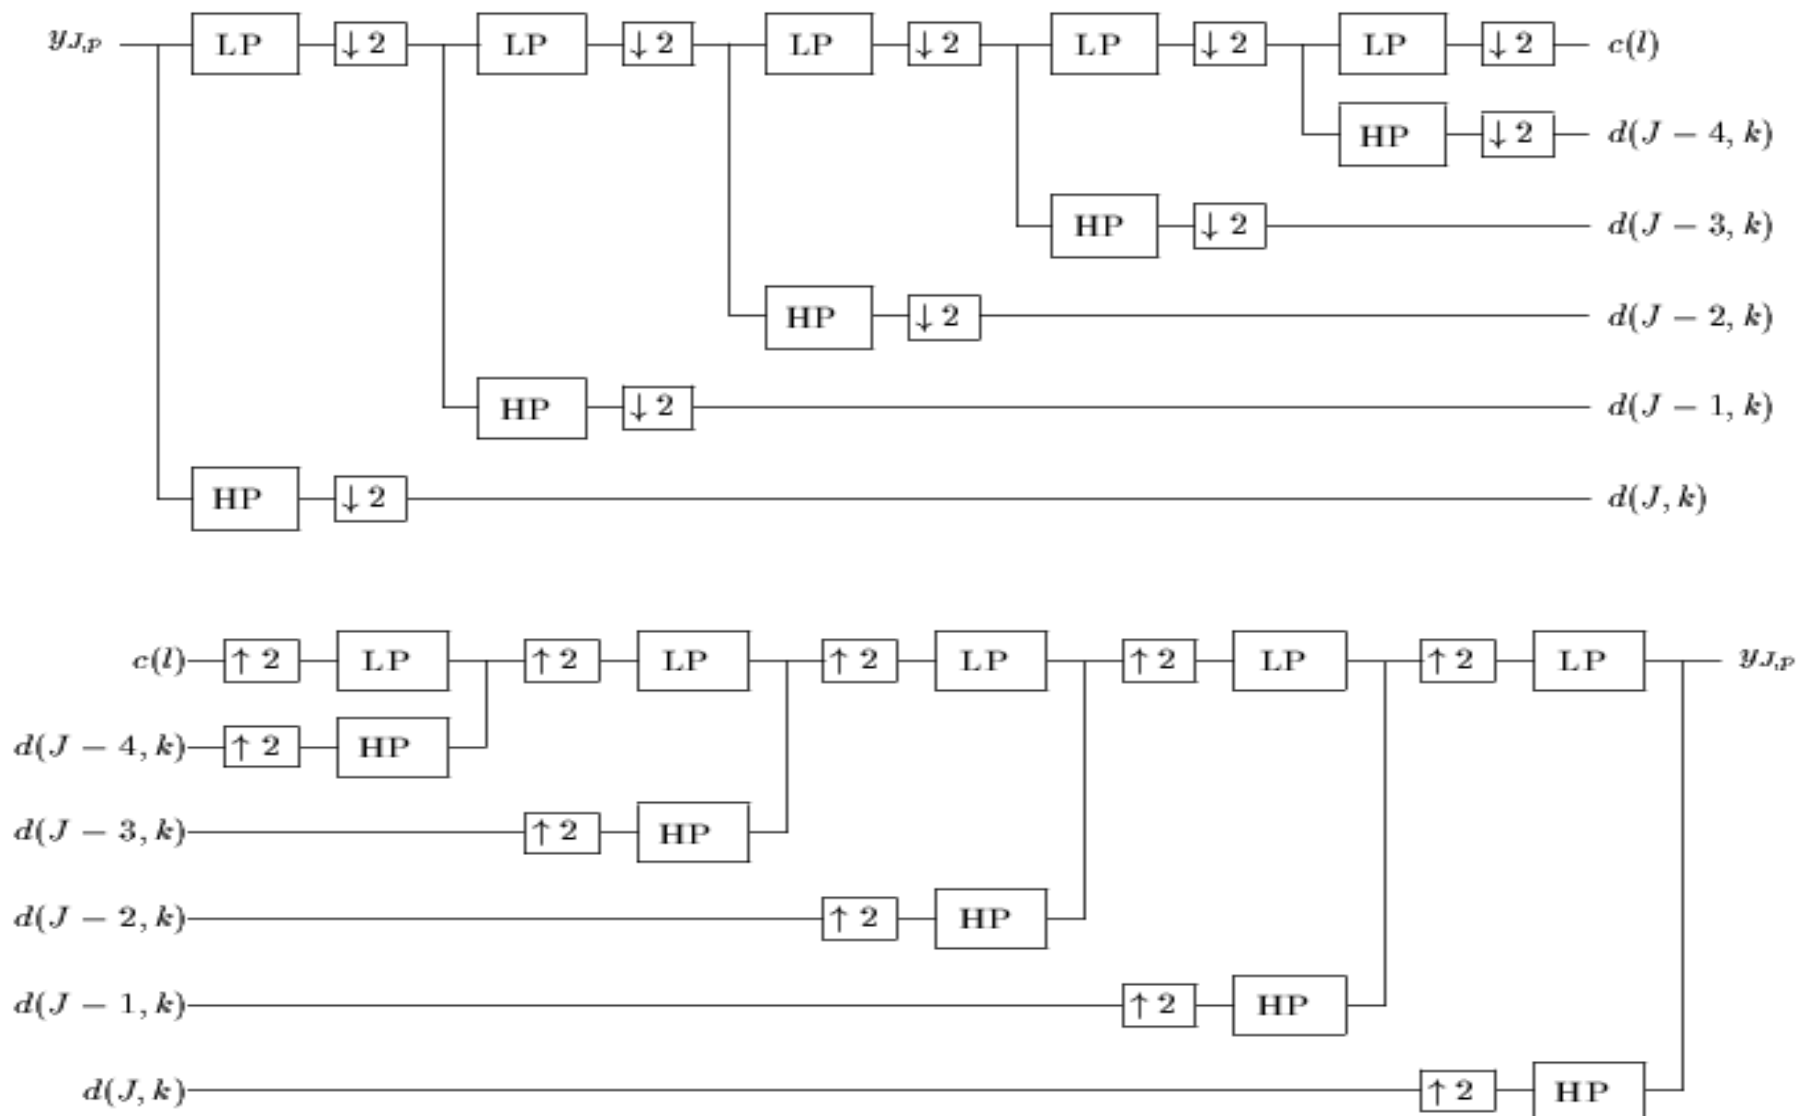 y_{J,p} LP ↓ 2 LP ↓ 2 LP ↓ 2 LP ↓ 2 LP ↓ 2 c(l)
HP ↓ 2 d(J − 4, k)
HP ↓ 2 d(J − 3, k)
HP ↓ 2 d(J − 2, k)
HP ↓ 2 d(J − 1, k)
HP ↓ 2 d(J, k)
c(l) ↑ 2 LP ↑ 2 LP ↑ 2 LP ↑ 2 LP ↑ 2 LP y_{J,p}
d(J − 4, k) ↑ 2 HP
d(J − 3, k) ↑ 2 HP
d(J − 2, k) ↑ 2 HP
d(J − 1, k) ↑ 2 HP
d(J, k) ↑ 2 HP